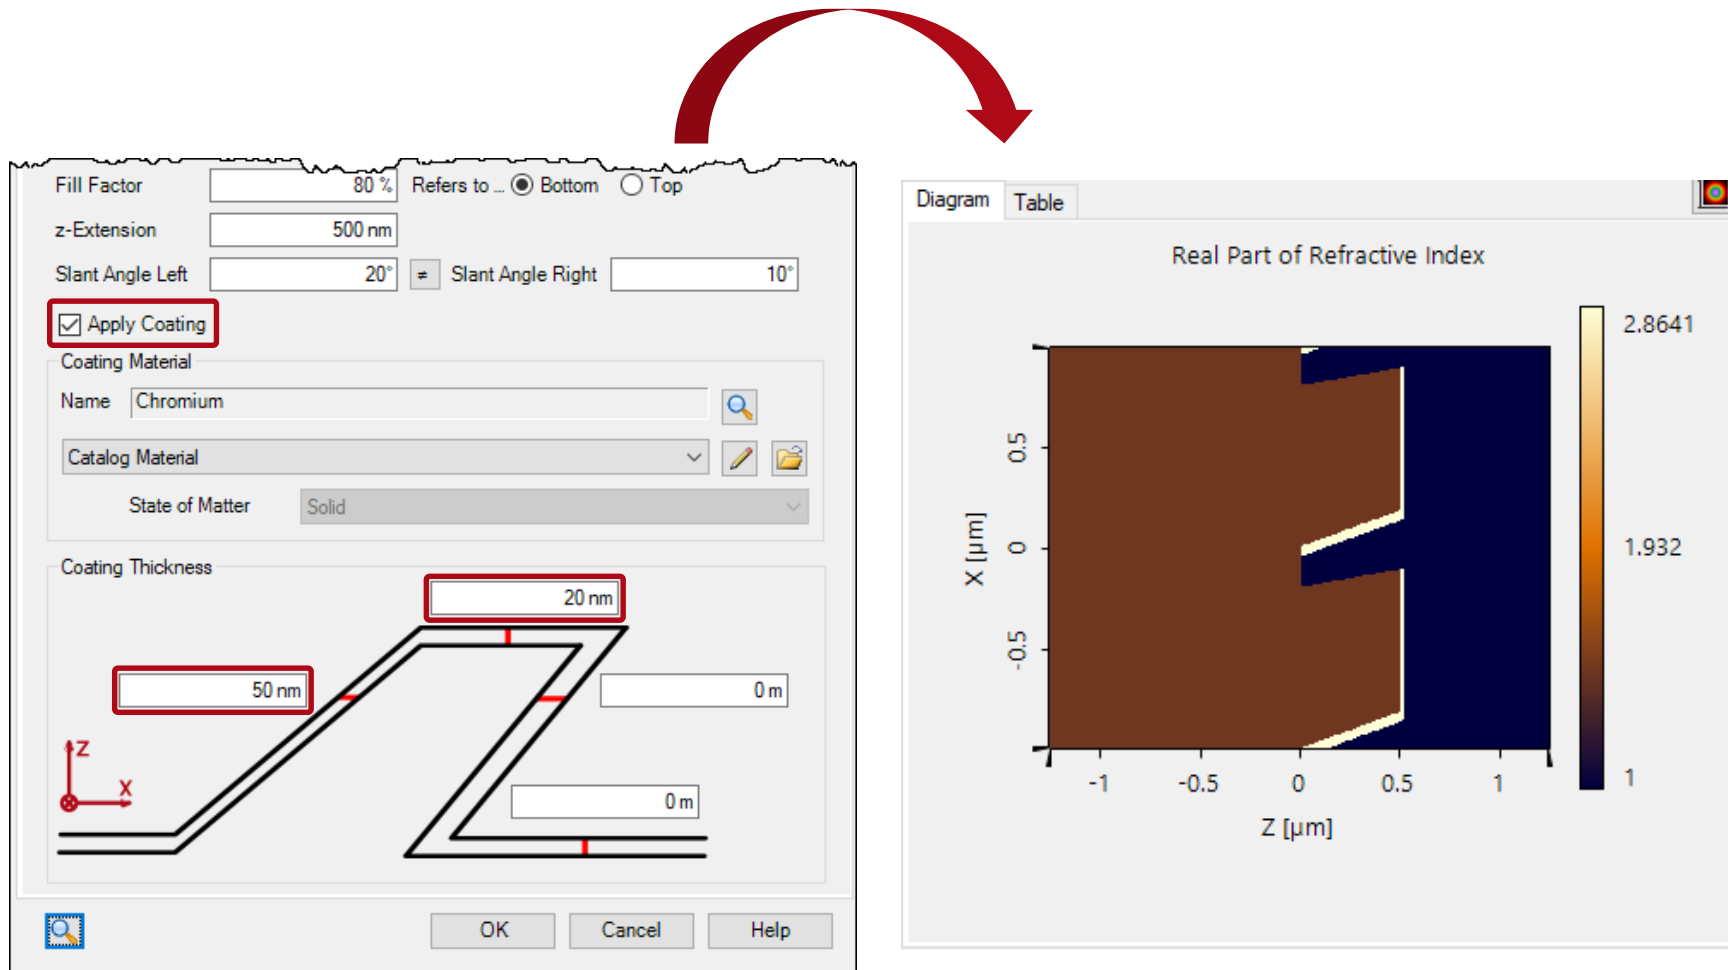 Fill Factor 80 % Refers to ... Bottom Top
z-Extension 500 nm
Slant Angle Left 20° ≠ Slant Angle Right 10°
Apply Coating
Coating Material
Name Chromium
Catalog Material
State of Matter Solid
Coating Thickness
20 nm
50 nm 0 m
Z
X
0 m
OK Cancel Help
Diagram Table
Real Part of Refractive Index
2.8641
1.932
1
X [µm]
0.5
0
-0.5
-1 -0.5 0 0.5 1
Z [µm]